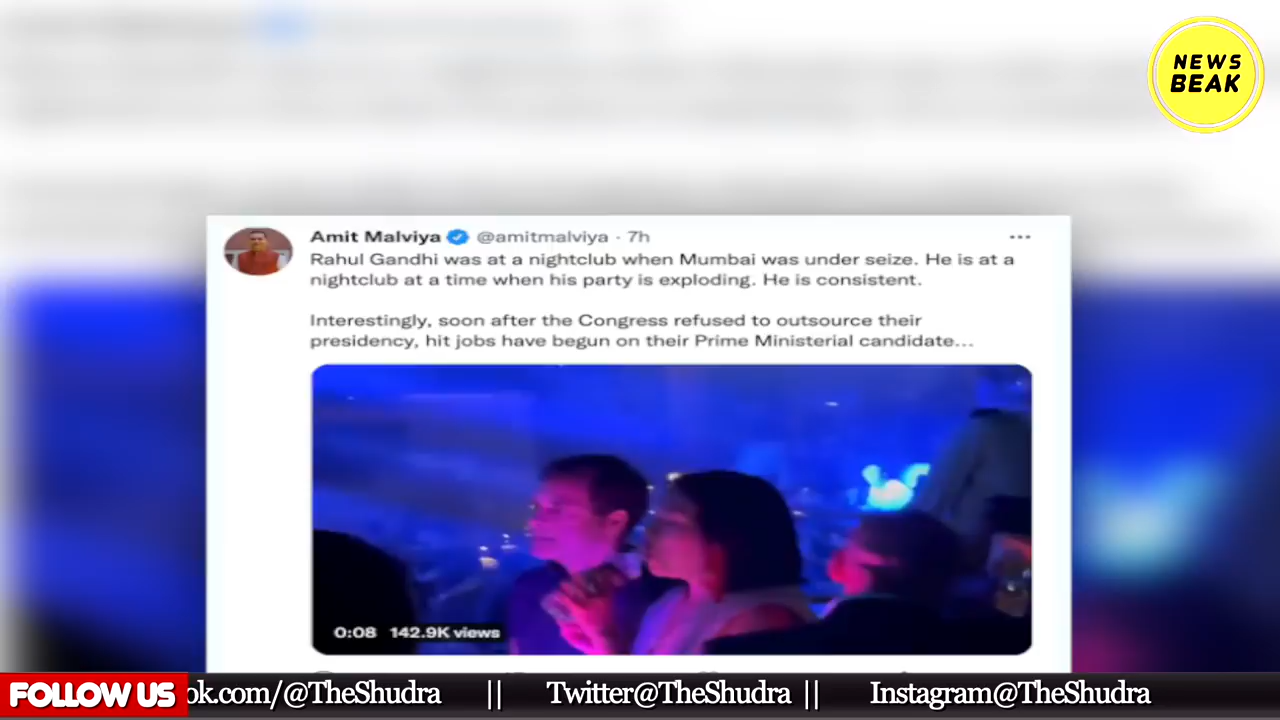 NEWS
BEAK
Amit Malviya @amitmalviya · 7h
Rahul Gandhi was at a nightclub when Mumbai was under seize. He is at a
nightclub at a time when his party is exploding. He is consistent.
Interestingly, soon after the Congress refused to outsource their
presidency, hit jobs have begun on their Prime Ministerial candidate...
0:08 142.9K views
FOLLOW US ok.com/@TheShudra || Twitter@TheShudra || Instagram@TheShudra